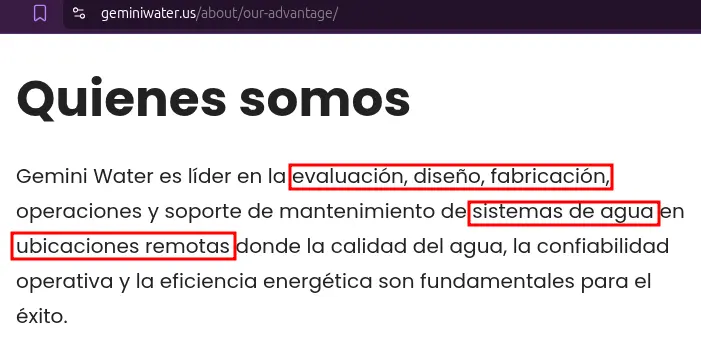 geminiwater.us/about/our-advantage/
Quienes somos
Gemini Water es líder en la evaluación, diseño, fabricación,
operaciones y soporte de mantenimiento de sistemas de agua en
ubicaciones remotas donde la calidad del agua, la confiabilidad
operativa y la eficiencia energética son fundamentales para el
éxito.